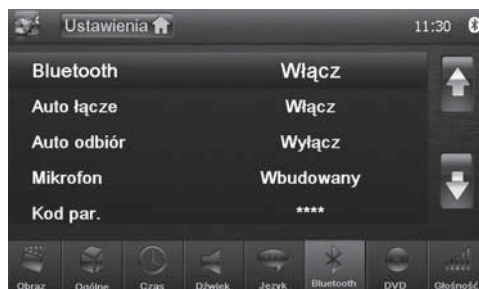 Ustawienia 11:30
Bluetooth Włącz
Auto łącze Włącz
Auto odbiór Wyłącz
Mikrofon Wbudowany
Kod par. ****
Obraz Ogólne Czas Dźwięk Język Bluetooth DVD Głośność